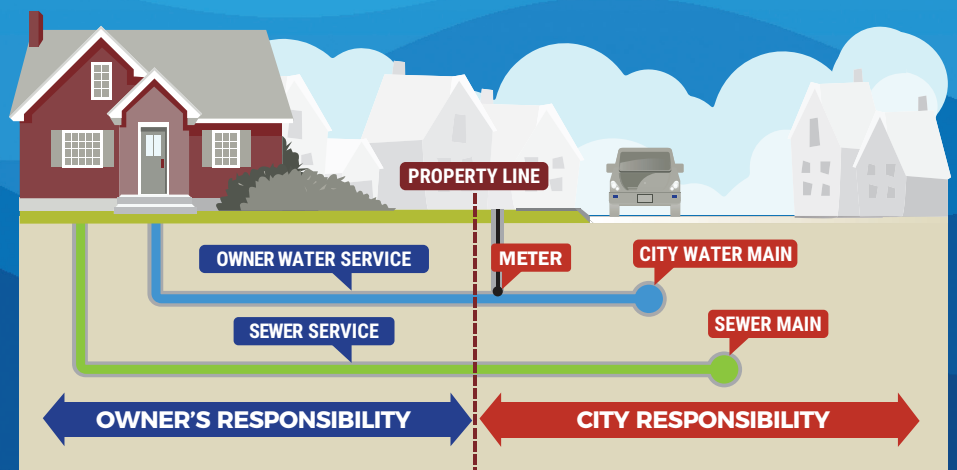 PROPERTY LINE
OWNER WATER SERVICE
METER
CITY WATER MAIN
SEWER SERVICE
SEWER MAIN
OWNER'S RESPONSIBILITY
CITY RESPONSIBILITY